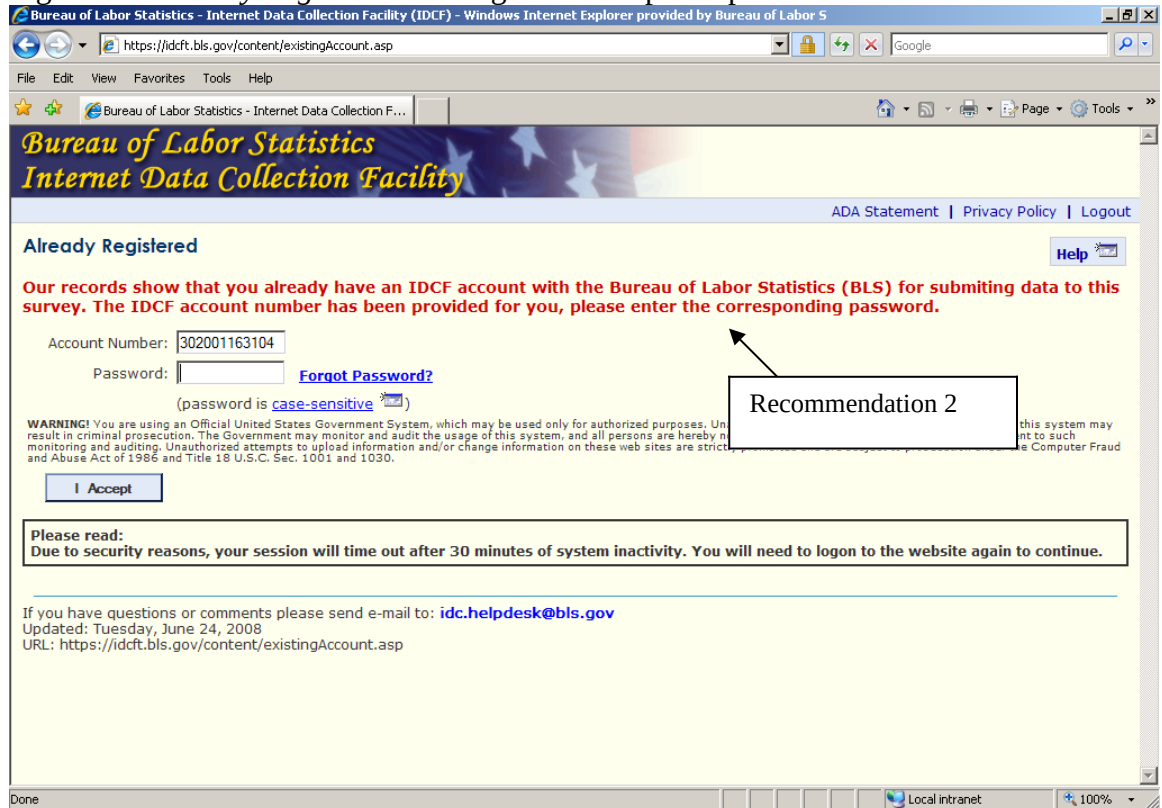 Bureau of Labor Statistics - Internet Data Collection Facility (IDCF) - Windows Internet Explorer provided by Bureau of Labor S
https://idcft.bls.gov/content/existingAccount.asp
Google
File Edit View Favorites Tools Help
Bureau of Labor Statistics - Internet Data Collection F...
Page Tools
Bureau of Labor Statistics
Internet Data Collection Facility
ADA Statement | Privacy Policy | Logout
Already Registered
Help
Our records show that you already have an IDCF account with the Bureau of Labor Statistics (BLS) for submiting data to this
survey. The IDCF account number has been provided for you, please enter the corresponding password.
Account Number: 302001163104
Password: Forgot Password?
(password is case-sensitive )
Recommendation 2
WARNING! You are using an Official United States Government System, which may be used only for authorized purposes. this system may
result in criminal prosecution. The Government may monitor and audit the usage of this system, and all persons are hereby to such
monitoring and auditing. Unauthorized attempts to upload information and/or change information on these web sites are Computer Fraud
and Abuse Act of 1986 and Title 18 U.S.C. Sec. 1001 and 1030.
I Accept
Please read:
Due to security reasons, your session will time out after 30 minutes of system inactivity. You will need to logon to the website again to continue.
If you have questions or comments please send e-mail to: idc.helpdesk@bls.gov
Updated: Tuesday, June 24, 2008
URL: https://idcft.bls.gov/content/existingAccount.asp
Done
Local intranet
100%